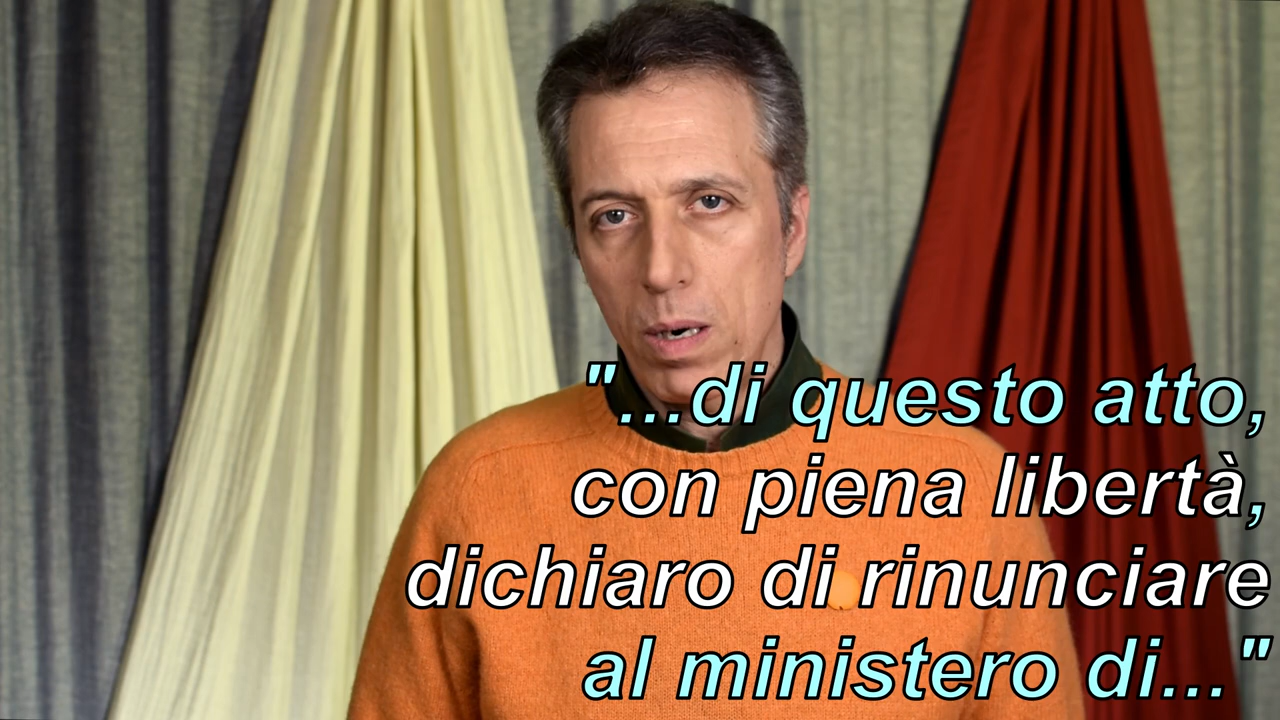 "...di questo atto,
con piena libertà,
dichiaro di rinunciare
al ministero di..."